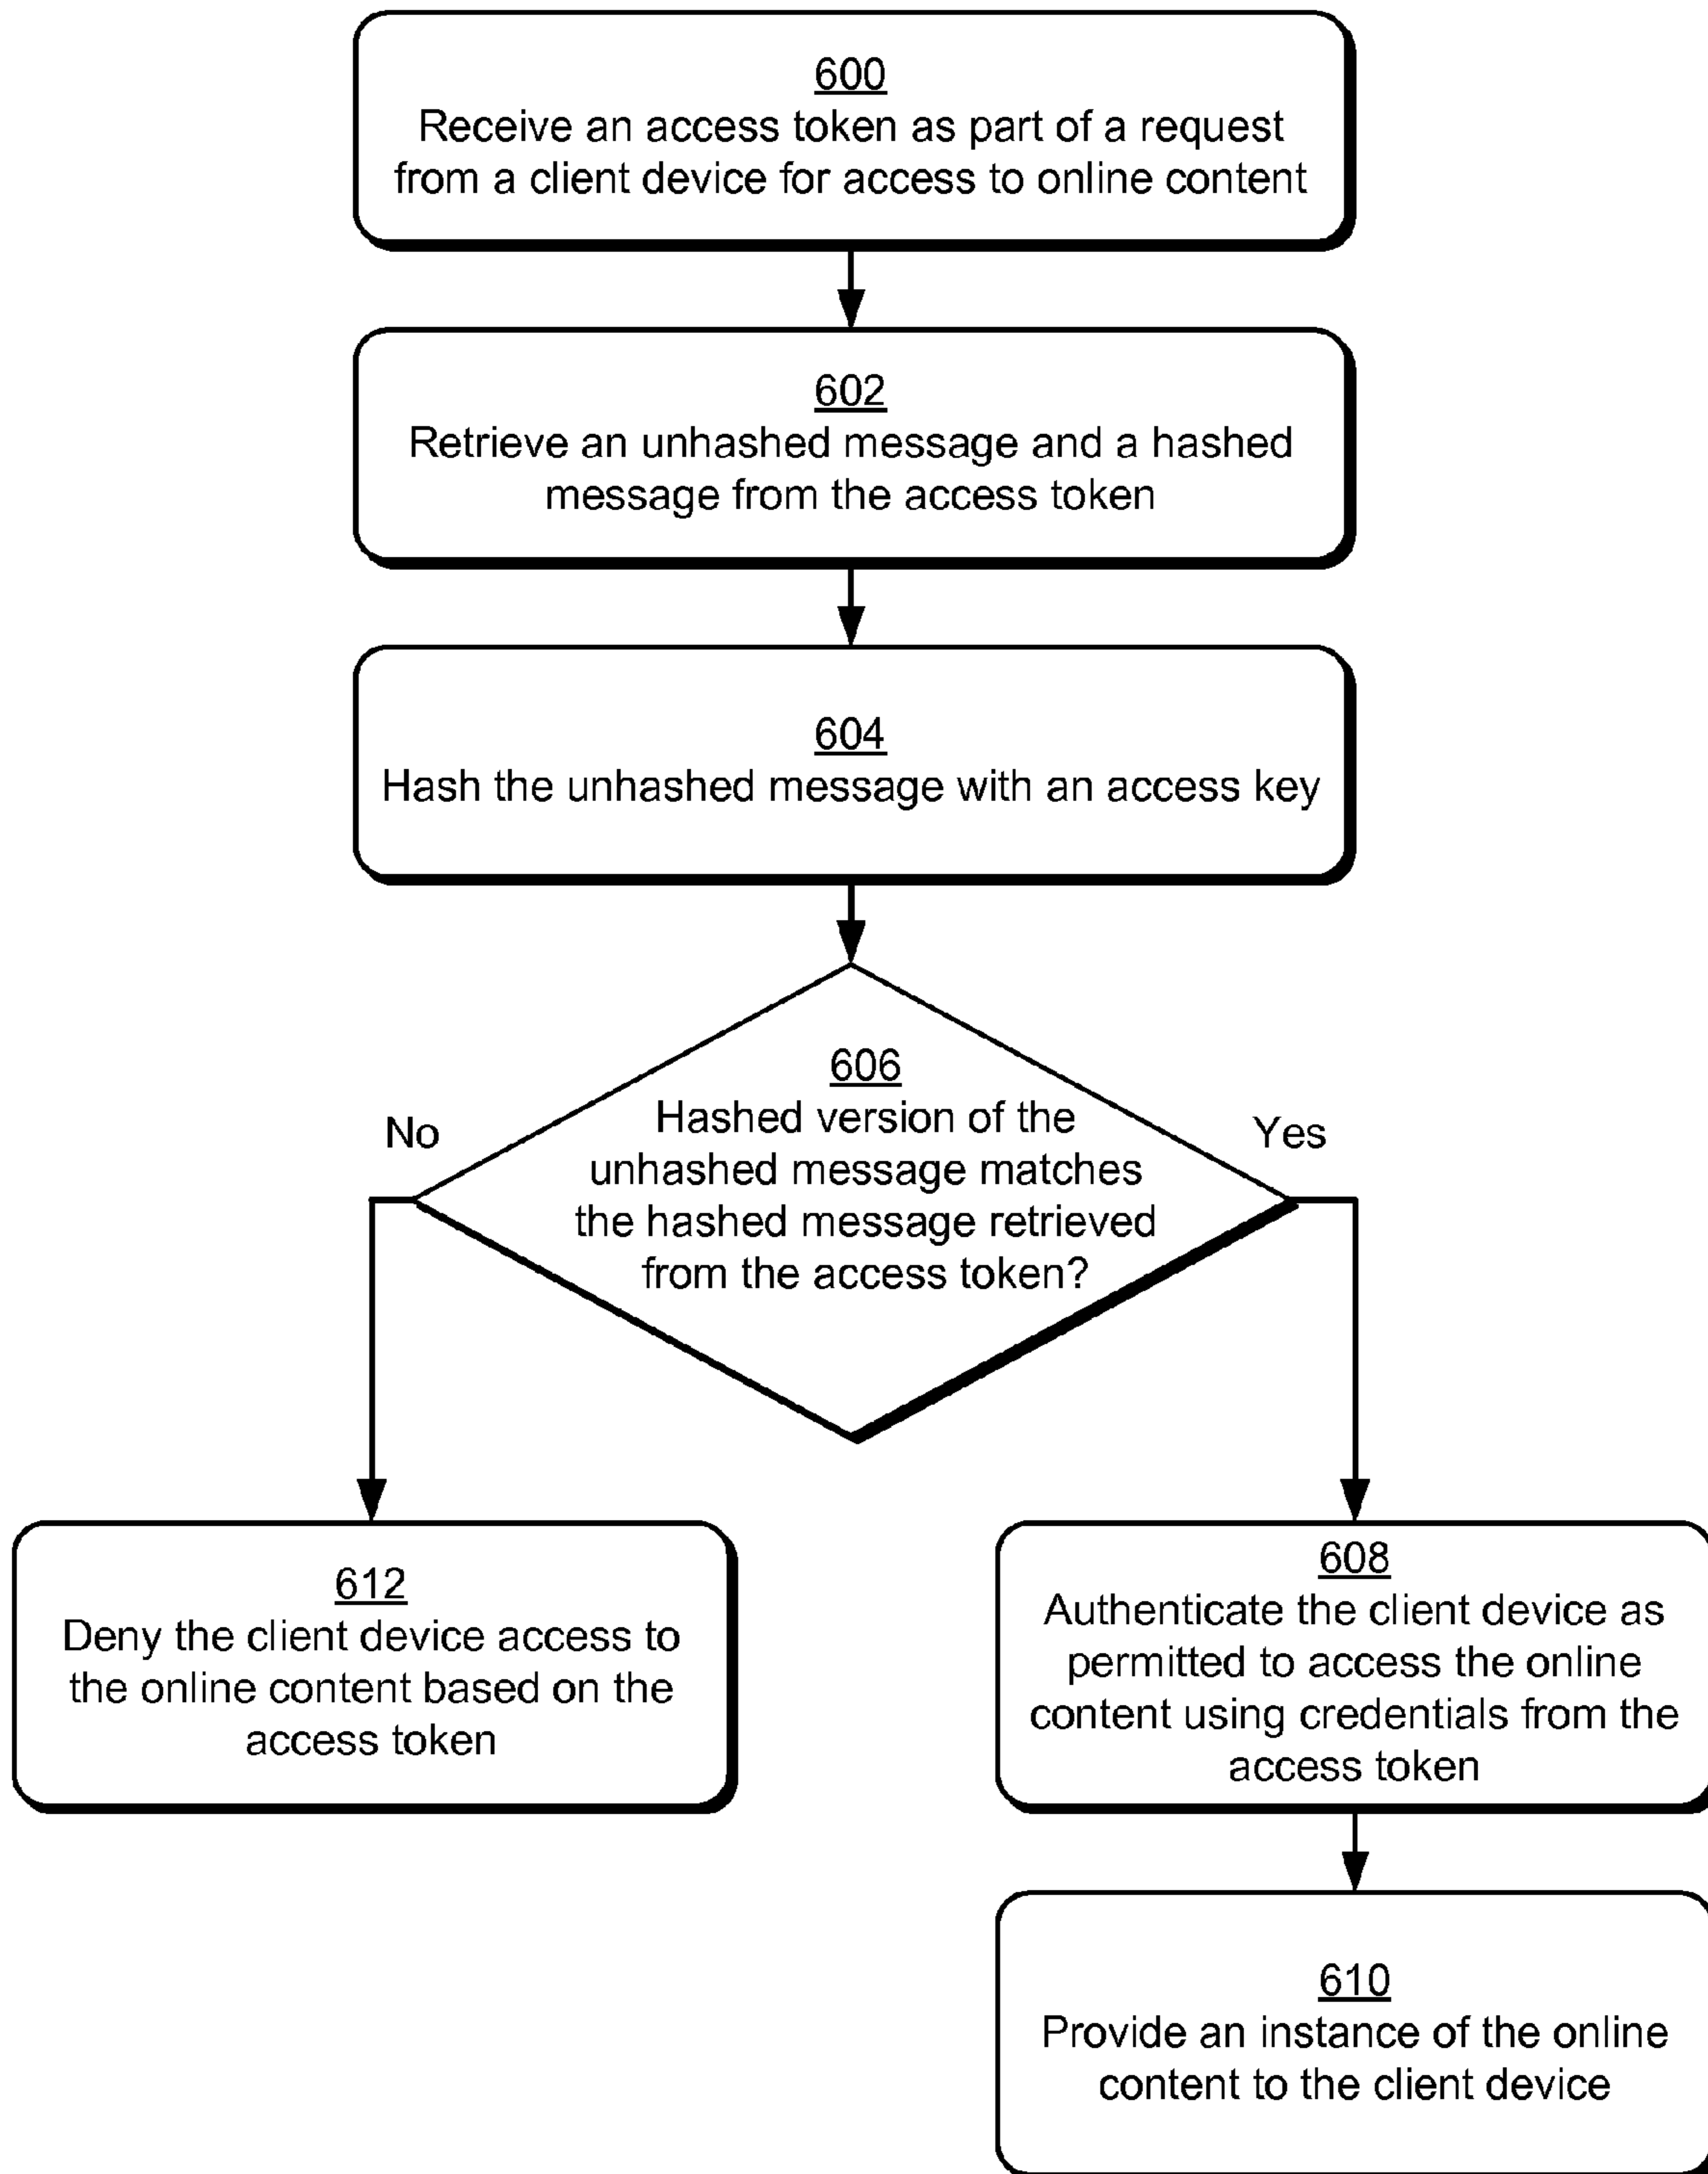 600
Receive an access token as part of a request
from a client device for access to online content
602
Retrieve an unhashed message and a hashed
message from the access token
604
Hash the unhashed message with an access key
606
Hashed version of the
unhashed message matches
the hashed message retrieved
from the access token?
No
Yes
612
Deny the client device access to
the online content based on the
access token
608
Authenticate the client device as
permitted to access the online
content using credentials from the
access token
610
Provide an instance of the online
content to the client device